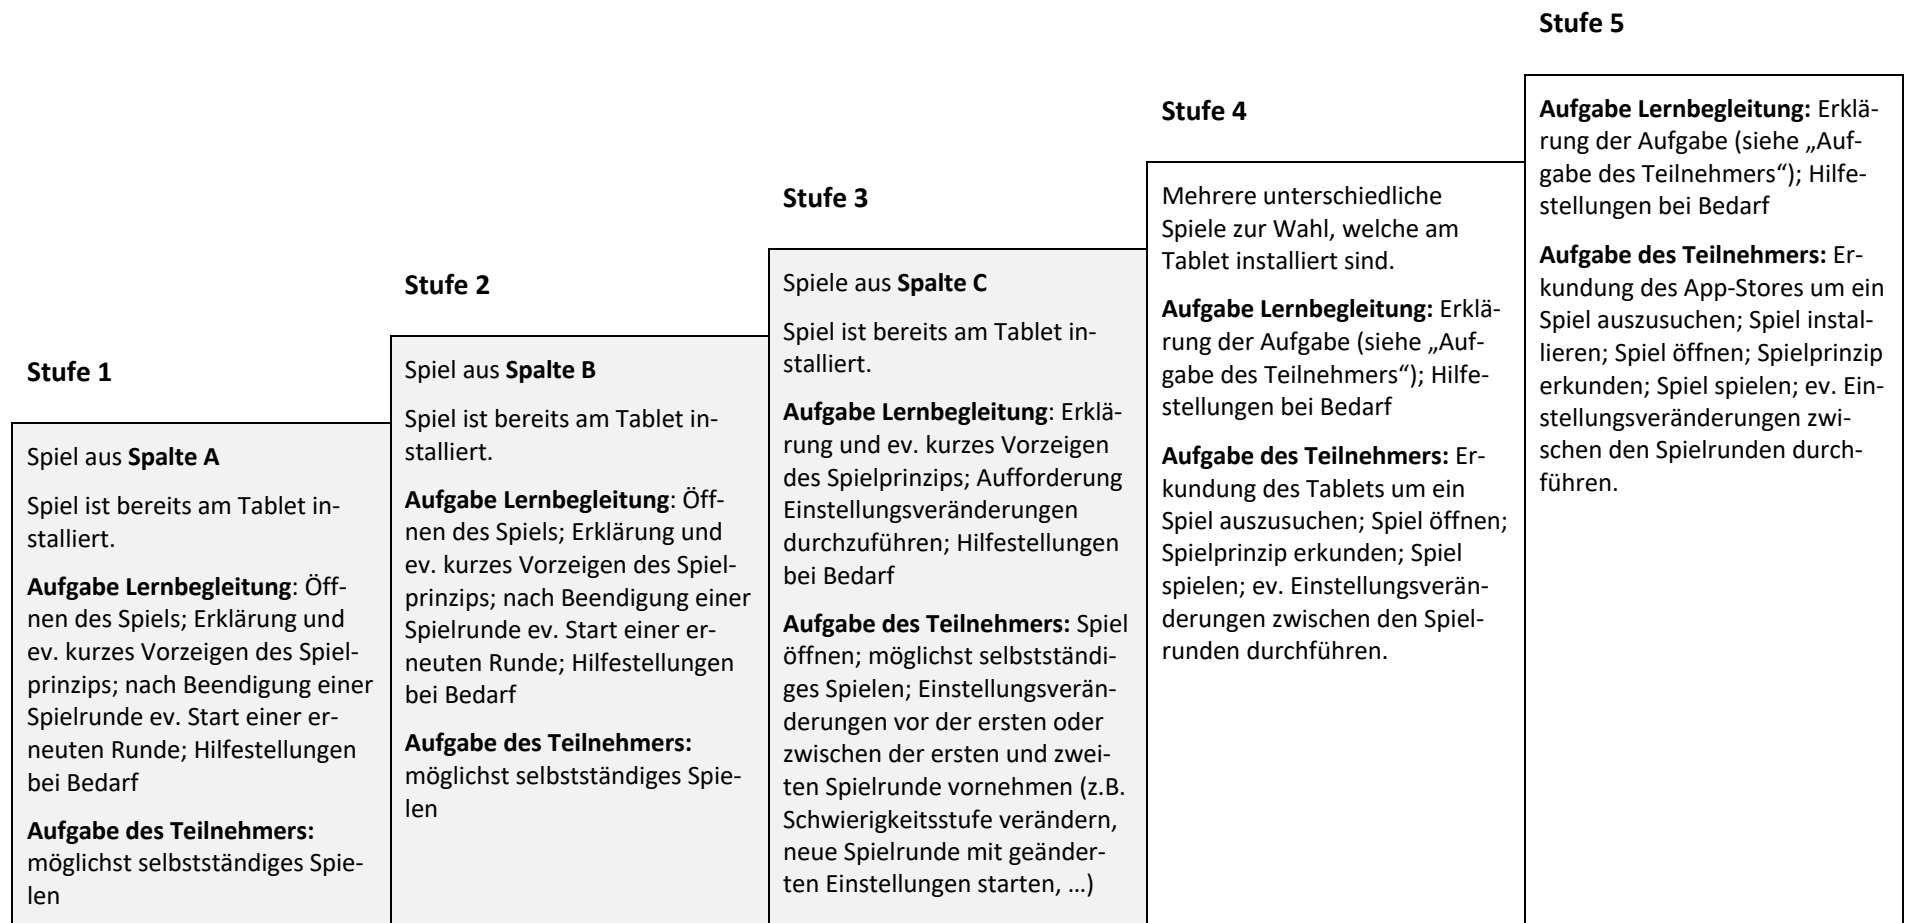 Stufe 1
Spiel aus Spalte A
Spiel ist bereits am Tablet in-
stalliert.
Aufgabe Lernbegleitung: Öff-
nen des Spiels; Erklärung und
ev. kurzes Vorzeigen des Spiel-
prinzips; nach Beendigung einer
Spielrunde ev. Start einer er-
neuten Runde; Hilfestellungen
bei Bedarf
Aufgabe des Teilnehmers:
möglichst selbstständiges Spie-
len
Stufe 2
Spiel aus Spalte B
Spiel ist bereits am Tablet in-
stalliert.
Aufgabe Lernbegleitung: Öff-
nen des Spiels; Erklärung und
ev. kurzes Vorzeigen des Spiel-
prinzips; nach Beendigung einer
Spielrunde ev. Start einer er-
neuten Runde; Hilfestellungen
bei Bedarf
Aufgabe des Teilnehmers:
möglichst selbstständiges Spie-
len
Stufe 3
Spiele aus Spalte C
Spiel ist bereits am Tablet in-
stalliert.
Aufgabe Lernbegleitung: Erklä-
rung und ev. kurzes Vorzeigen
des Spielprinzips; Aufforderung
Einstellungsveränderungen
durchzuführen; Hilfestellungen
bei Bedarf
Aufgabe des Teilnehmers: Spiel
öffnen; möglichst selbstständi-
ges Spielen; Einstellungsverän-
derungen vor der ersten oder
zwischen der ersten und zwei-
ten Spielrunde vornehmen (z.B.
Schwierigkeitsstufe verändern,
neue Spielrunde mit geänder-
ten Einstellungen starten, …)
Stufe 4
Mehrere unterschiedliche
Spiele zur Wahl, welche am
Tablet installiert sind.
Aufgabe Lernbegleitung: Erklä-
rung der Aufgabe (siehe „Auf-
gabe des Teilnehmers“); Hilfe-
stellungen bei Bedarf
Aufgabe des Teilnehmers: Er-
kundung des Tablets um ein
Spiel auszusuchen; Spiel öffnen;
Spielprinzip erkunden; Spiel
spielen; ev. Einstellungsverän-
derungen zwischen den Spiel-
runden durchführen.
Stufe 5
Aufgabe Lernbegleitung: Erklä-
rung der Aufgabe (siehe „Auf-
gabe des Teilnehmers“); Hilfe-
stellungen bei Bedarf
Aufgabe des Teilnehmers: Er-
kundung des App-Stores um ein
Spiel auszusuchen; Spiel instal-
lieren; Spiel öffnen; Spielprinzip
erkunden; Spiel spielen; ev. Ein-
stellungsveränderungen zwi-
schen den Spielrunden durch-
führen.